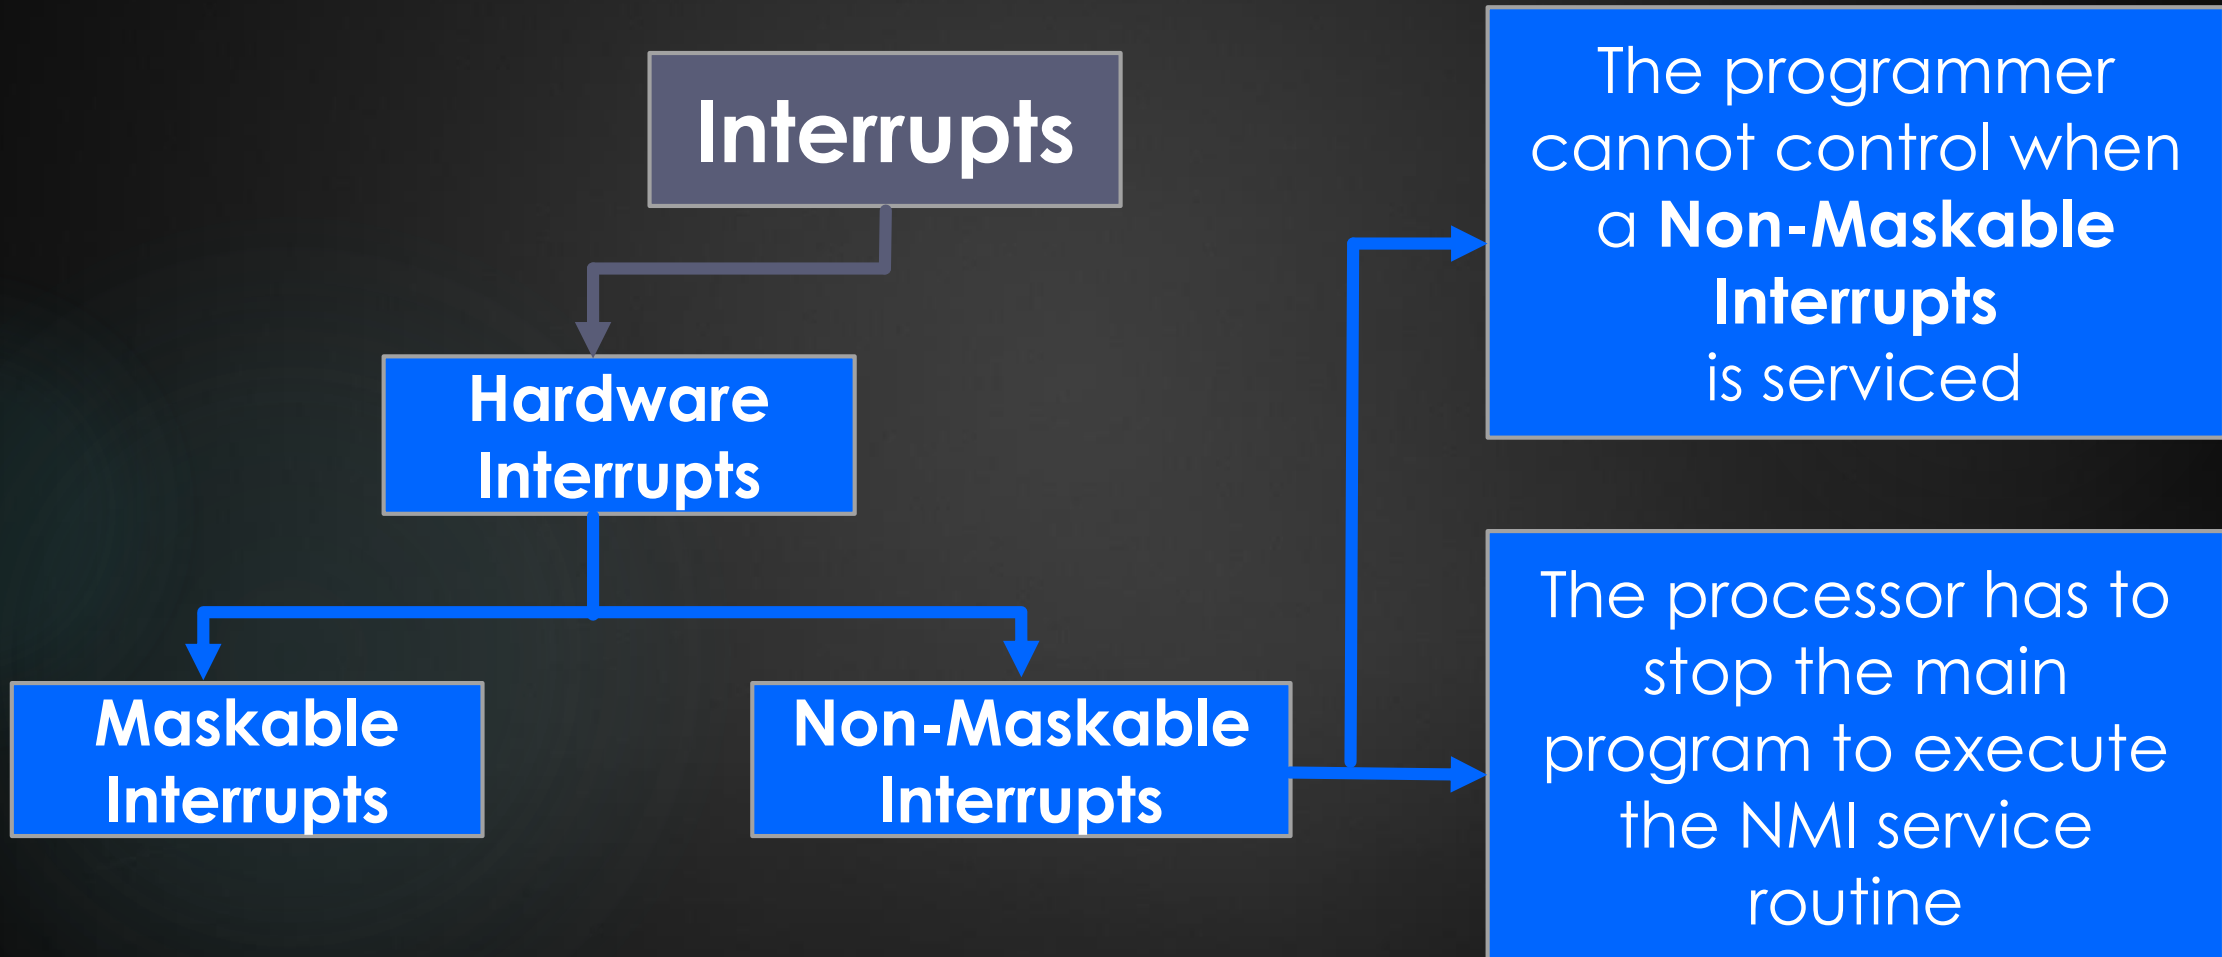 Interrupts
Hardware
Interrupts
Maskable
Interrupts
Non-Maskable
Interrupts
The programmer
cannot control when
a Non-Maskable
Interrupts
is serviced
The processor has to
stop the main
program to execute
the NMI service
routine